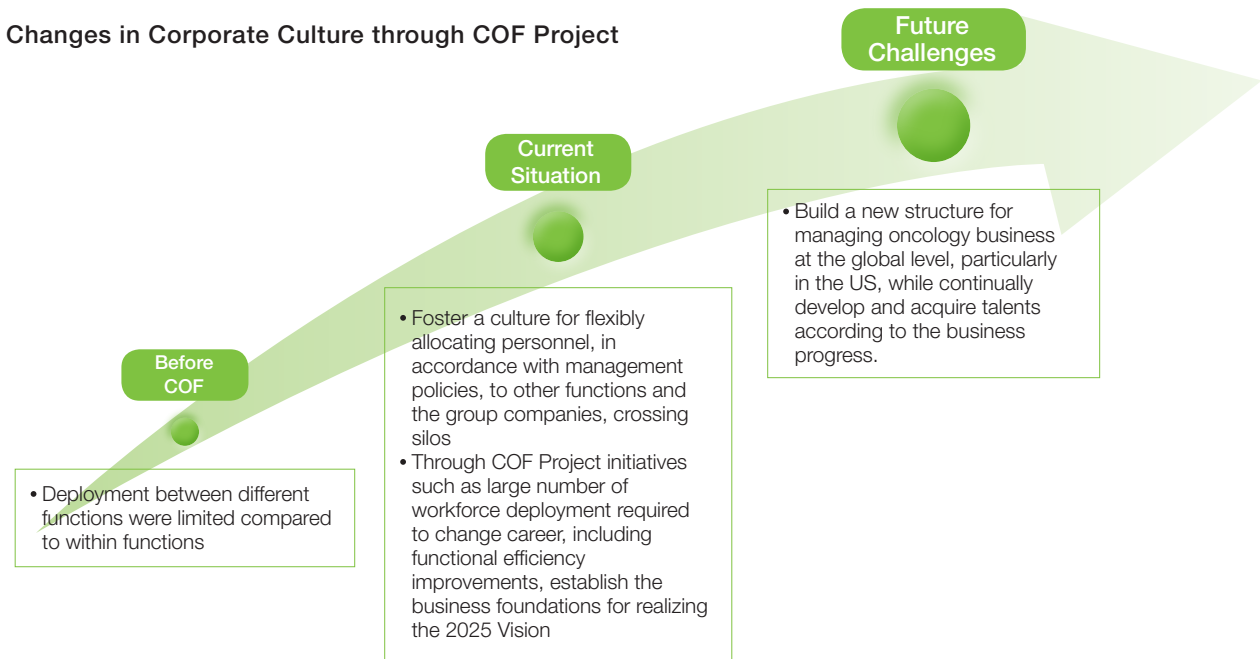 Changes in Corporate Culture through COF Project
Before
COF
• Deployment between different
functions were limited compared
to within functions
Current
Situation
• Foster a culture for flexibly
allocating personnel, in
accordance with management
policies, to other functions and
the group companies, crossing
silos
• Through COF Project initiatives
such as large number of
workforce deployment required
to change career, including
functional efficiency
improvements, establish the
business foundations for realizing
the 2025 Vision
Future
Challenges
• Build a new structure for
managing oncology business
at the global level, particularly
in the US, while continually
develop and acquire talents
according to the business
progress.